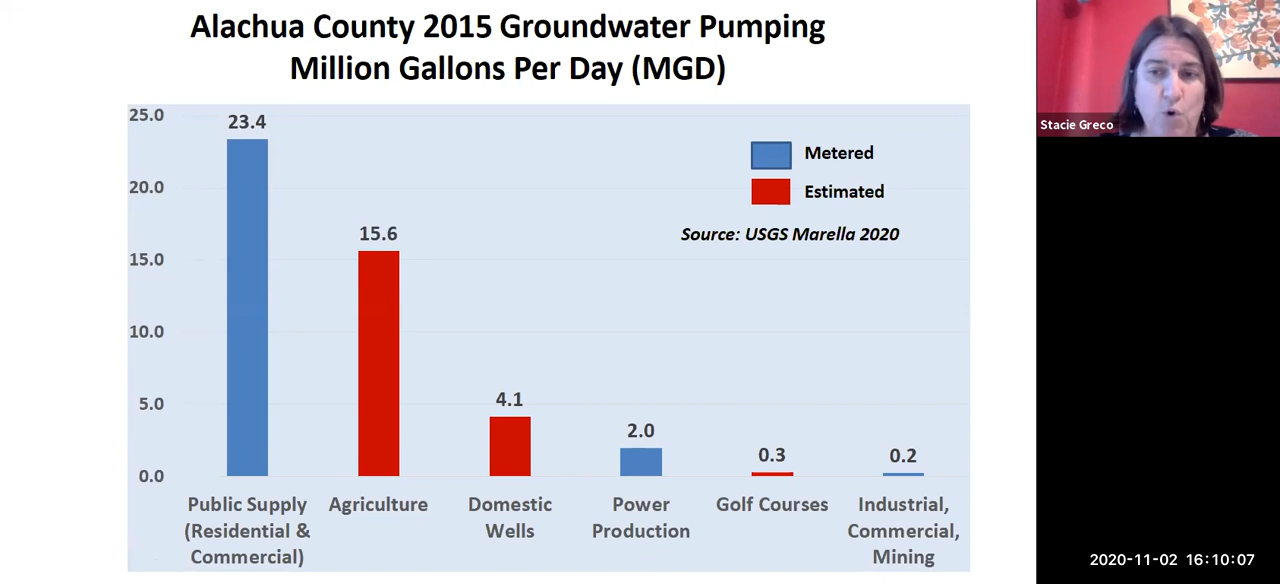 Alachua County 2015 Groundwater Pumping
Million Gallons Per Day (MGD)
25.0
20.0
15.0
10.0
5.0
0.0
23.4
15.6
4.1
2.0
0.3
0.2
Metered
Estimated
Source: USGS Marella 2020
Public Supply
(Residential &
Commercial)
Agriculture
Domestic
Wells
Power
Production
Golf Courses
Industrial,
Commercial,
Mining
Stacie Greco
2020-11-02 16:10:07